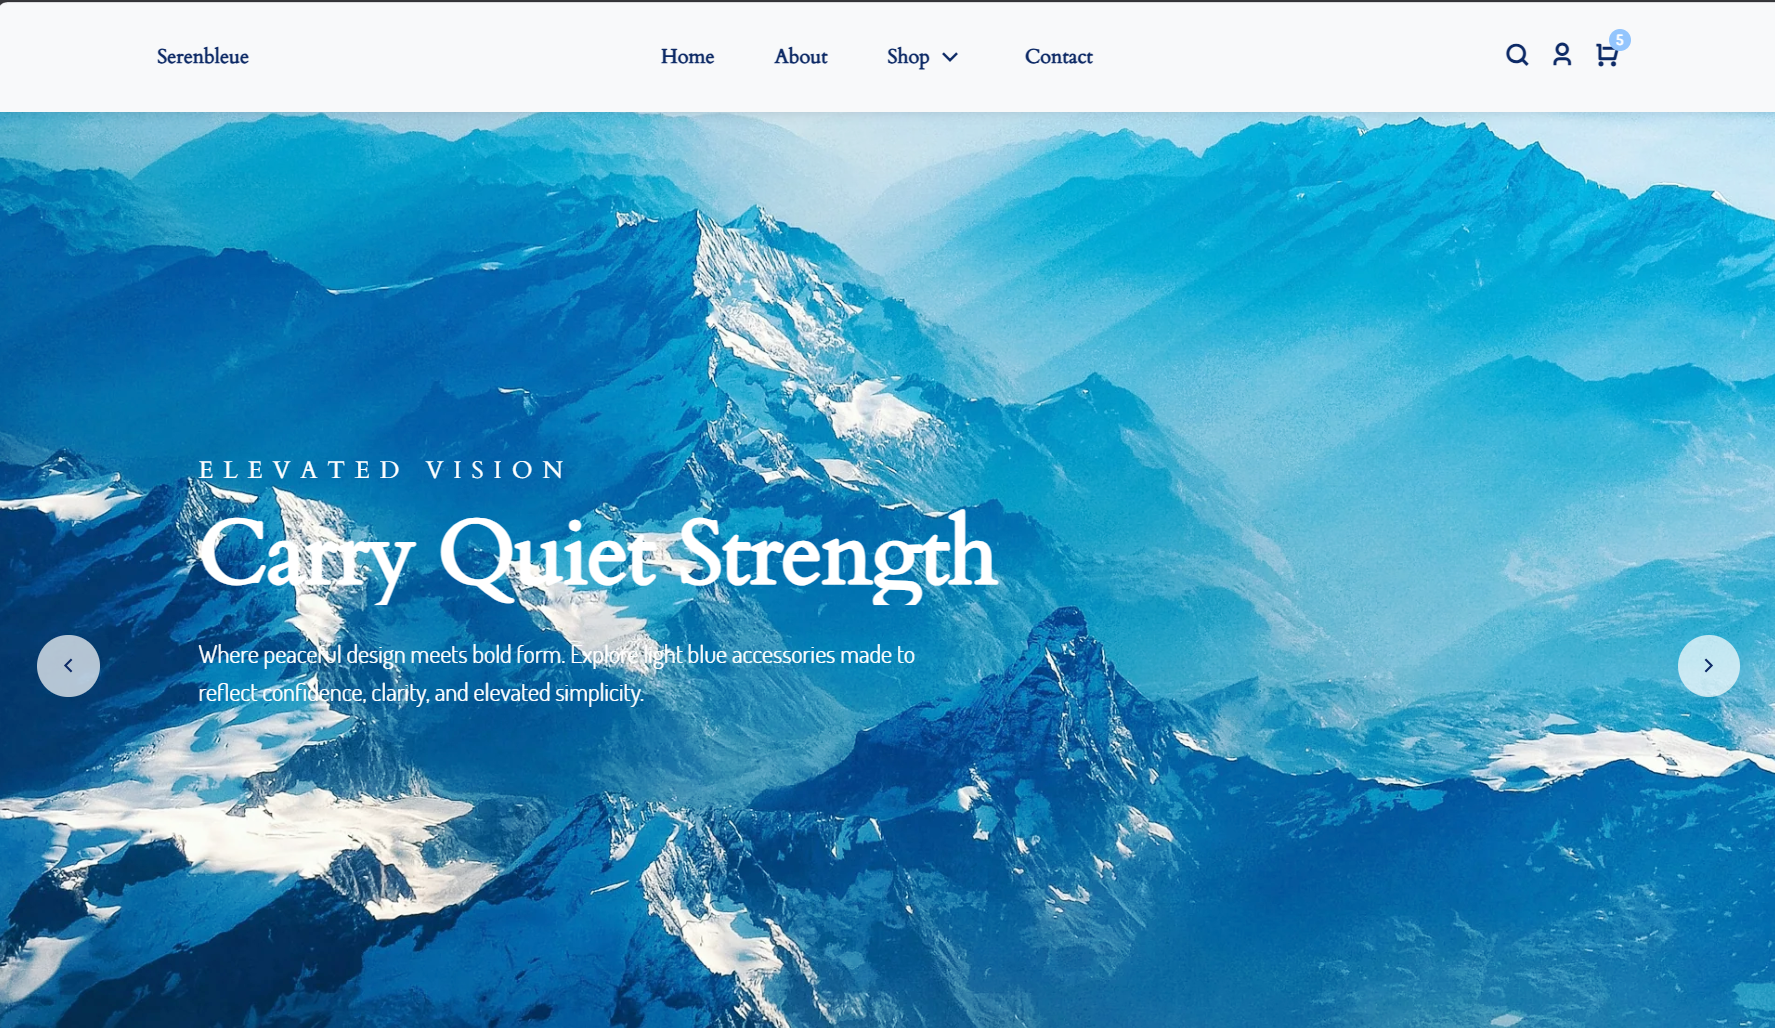 Serenbleue
Home
About
Shop
Contact
5
ELEVATED VISION
Carry Quiet Strength
Where peaceful design meets bold form. Explore light blue accessories made to
reflect confidence, clarity, and elevated simplicity.